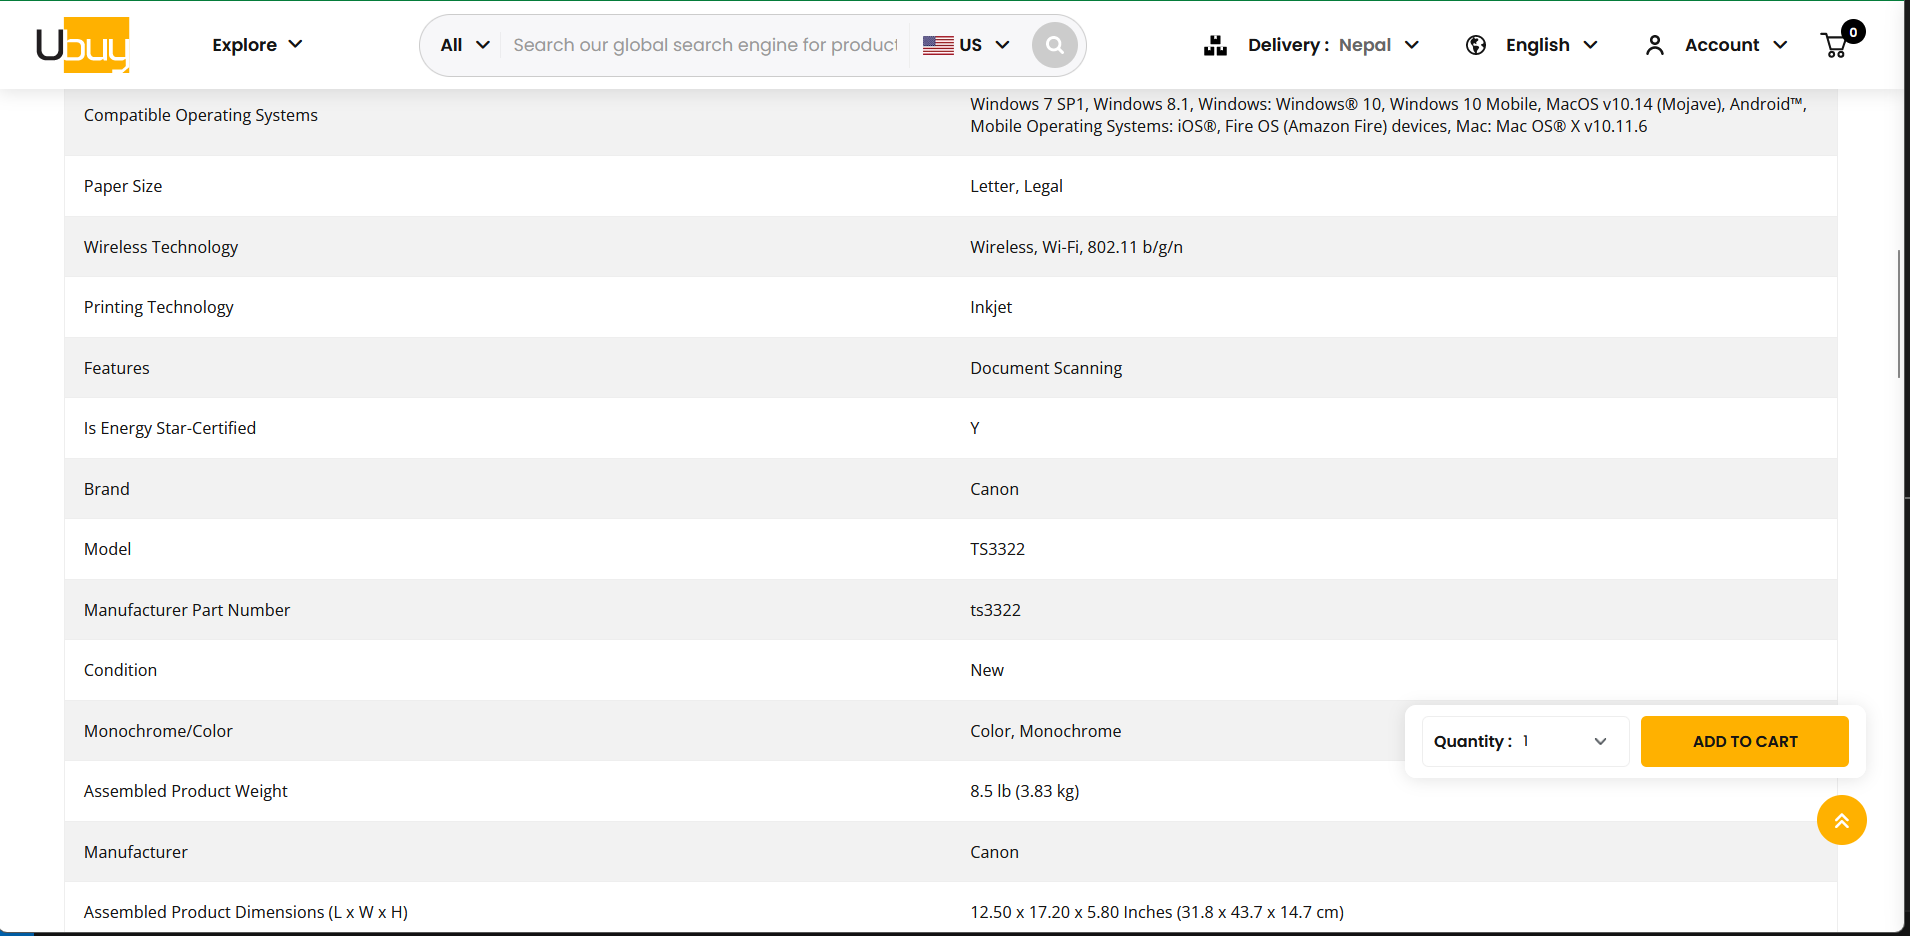 Ubuy Explore All Search our global search engine for product US Delivery : Nepal English Account 0
Compatible Operating Systems Windows 7 SP1, Windows 8.1, Windows: Windows® 10, Windows 10 Mobile, MacOS v10.14 (Mojave), Android™,
Mobile Operating Systems: iOS®, Fire OS (Amazon Fire) devices, Mac: Mac OS® X v10.11.6
Paper Size Letter, Legal
Wireless Technology Wireless, Wi-Fi, 802.11 b/g/n
Printing Technology Inkjet
Features Document Scanning
Is Energy Star-Certified Y
Brand Canon
Model TS3322
Manufacturer Part Number ts3322
Condition New
Monochrome/Color Color, Monochrome
Quantity : 1 ADD TO CART
Assembled Product Weight 8.5 lb (3.83 kg)
Manufacturer Canon
Assembled Product Dimensions (L x W x H) 12.50 x 17.20 x 5.80 Inches (31.8 x 43.7 x 14.7 cm)